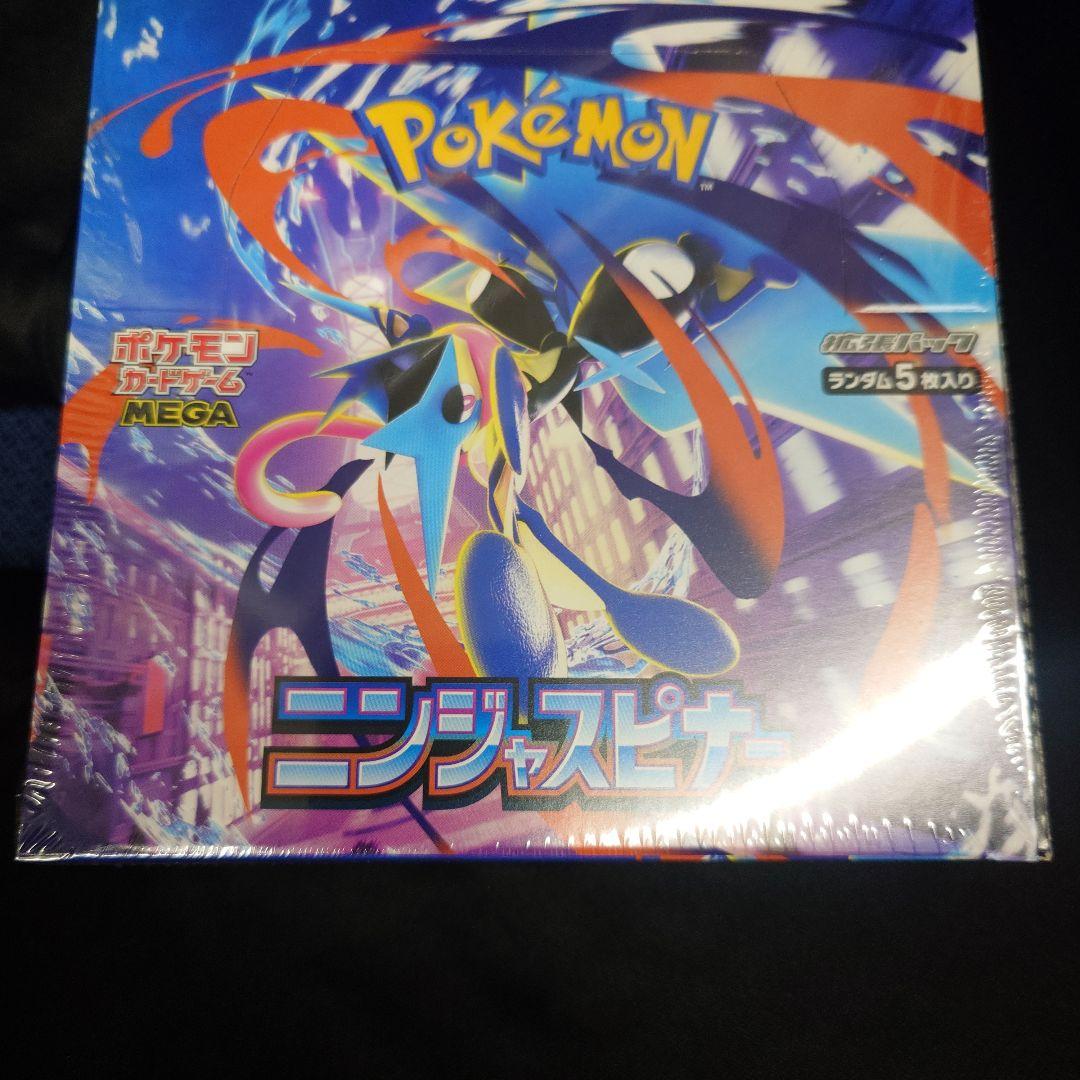 POKéMON
TM
ポケモン
カードゲーム
MEGA
拡張パック
ランダム5枚入り
ニンジャスピナー